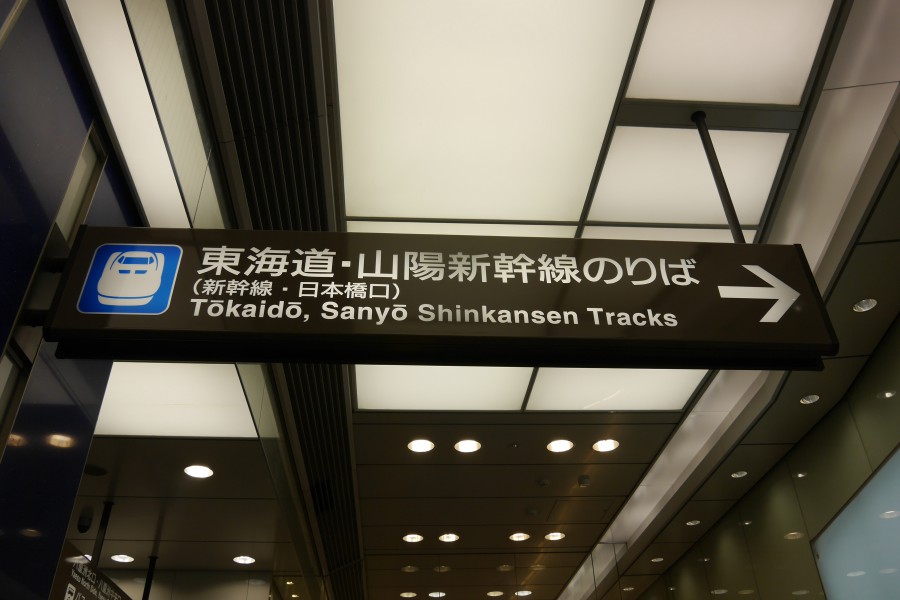 東海道・山陽新幹線のりば
(新幹線・日本橋口)
Tōkaidō, Sanyō Shinkansen Tracks